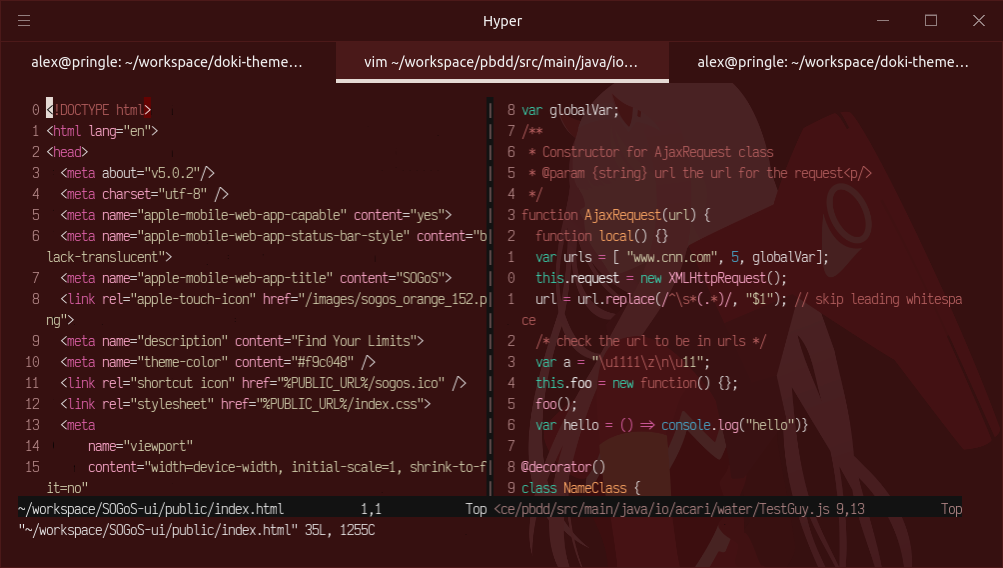 Hyper
alex@pringle: ~/workspace/doki-theme...
vim ~/workspace/pbdd/src/main/java/io...
alex@pringle: ~/workspace/doki-theme...
0 <!DOCTYPE html>
1 <html lang="en">
2 <head>
3 <meta about="v5.0.2"/>
4 <meta charset="utf-8" />
5 <meta name="apple-mobile-web-app-capable" content="yes">
6 <meta name="apple-mobile-web-app-status-bar-style" content="b
lack-translucent">
7 <meta name="apple-mobile-web-app-title" content="SOGoS">
8 <link rel="apple-touch-icon" href="/images/sogos_orange_152.p
ng">
9 <meta name="description" content="Find Your Limits">
10 <meta name="theme-color" content="#f9c048" />
11 <link rel="shortcut icon" href="%PUBLIC_URL%/sogos.ico" />
12 <link rel="stylesheet" href="%PUBLIC_URL%/index.css">
13 <meta
14 name="viewport"
15 content="width=device-width, initial-scale=1, shrink-to-f
it=no"
~/workspace/SOGoS-ui/public/index.html 1,1 Top
8 var globalVar;
7 /**
6 * Constructor for AjaxRequest class
5 * @param {string} url the url for the request<p/>
4 */
3 function AjaxRequest(url) {
2 function local() {}
1 var urls = [ "www.cnn.com", 5, globalVar];
0 this.request = new XMLHttpRequest();
1 url = url.replace(/^\s*(.*)/, "$1"); // skip leading whitespa
ce
2 /* check the url to be in urls */
3 var a = "\u1111\z\n\u11";
4 this.foo = new function() {};
5 foo();
6 var hello = () => console.log("hello")}
7
8 @decorator()
9 class NameClass {
<ce/pbdd/src/main/java/io/acari/water/TestGuy.js 9,13 Top
"~/workspace/SOGoS-ui/public/index.html" 35L, 1255C